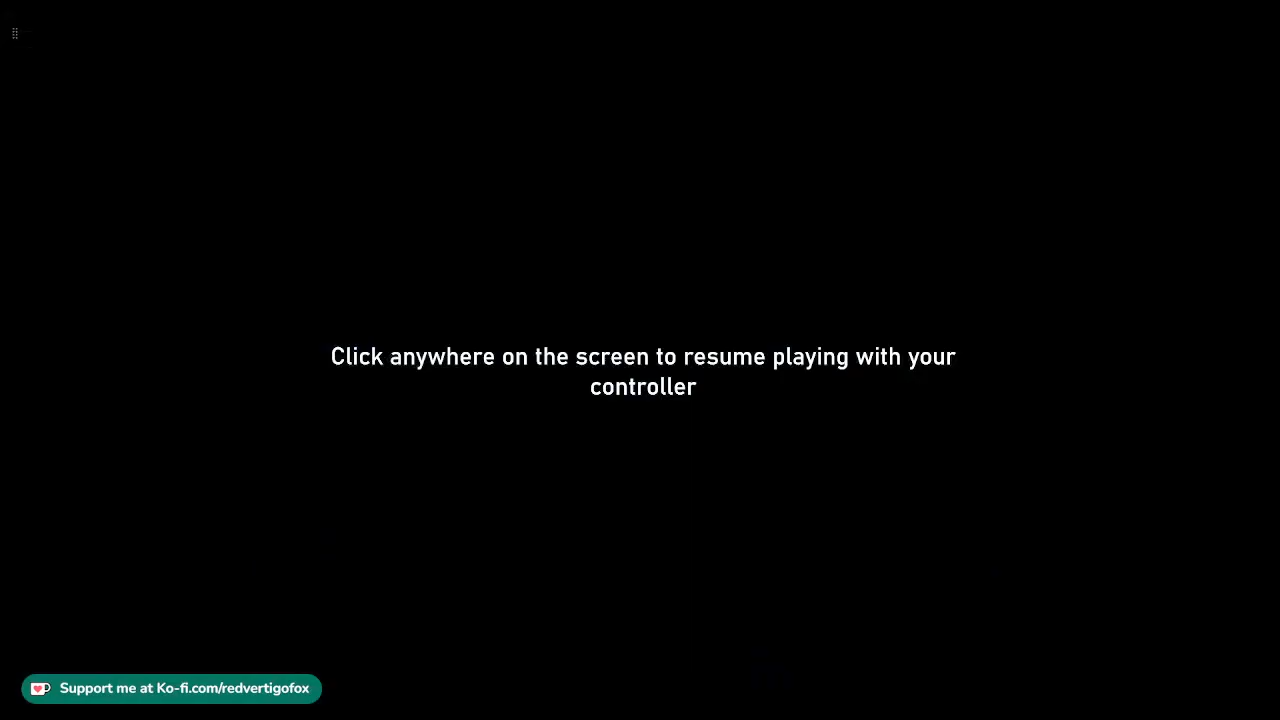 Click anywhere on the screen to resume playing with your
controller
Support me at Ko-fi.com/redvertigofox